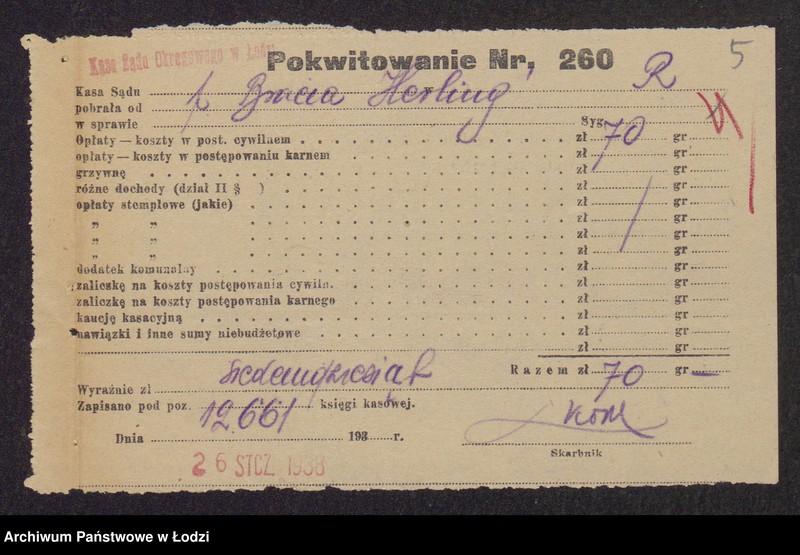 Kasa Sądu Okręgowego w Łodzi
Pokwitowanie Nr, 260
R
5
Kasa Sądu
pobrała od p Bracia Herling
w sprawie Syg.
Opłaty — koszty w post. cywilnem zł 70 gr
opłaty — koszty w postępowaniu karnem zł gr
grzywnę zł gr
różne dochody (dział II § ) zł gr
opłaty stemplowe (jakie) zł gr
„ „ zł gr
„ „ zł gr
„ „ zł gr
dodatek komunalny zł gr
zaliczkę na koszty postępowania cywiln. zł gr
zaliczkę na koszty postępowania karnego zł gr
kaucję kasacyjną zł gr
nawiązki i inne sumy niebudżetowe zł gr
zł gr
Razem zł 70 gr —
Wyraźnie zł siedemdziesiąt
Zapisano pod poz. 12.661 księgi kasowej.
Dnia 193 r.
Skarbnik
26 STCZ. 1938
Archiwum Państwowe w Łodzi